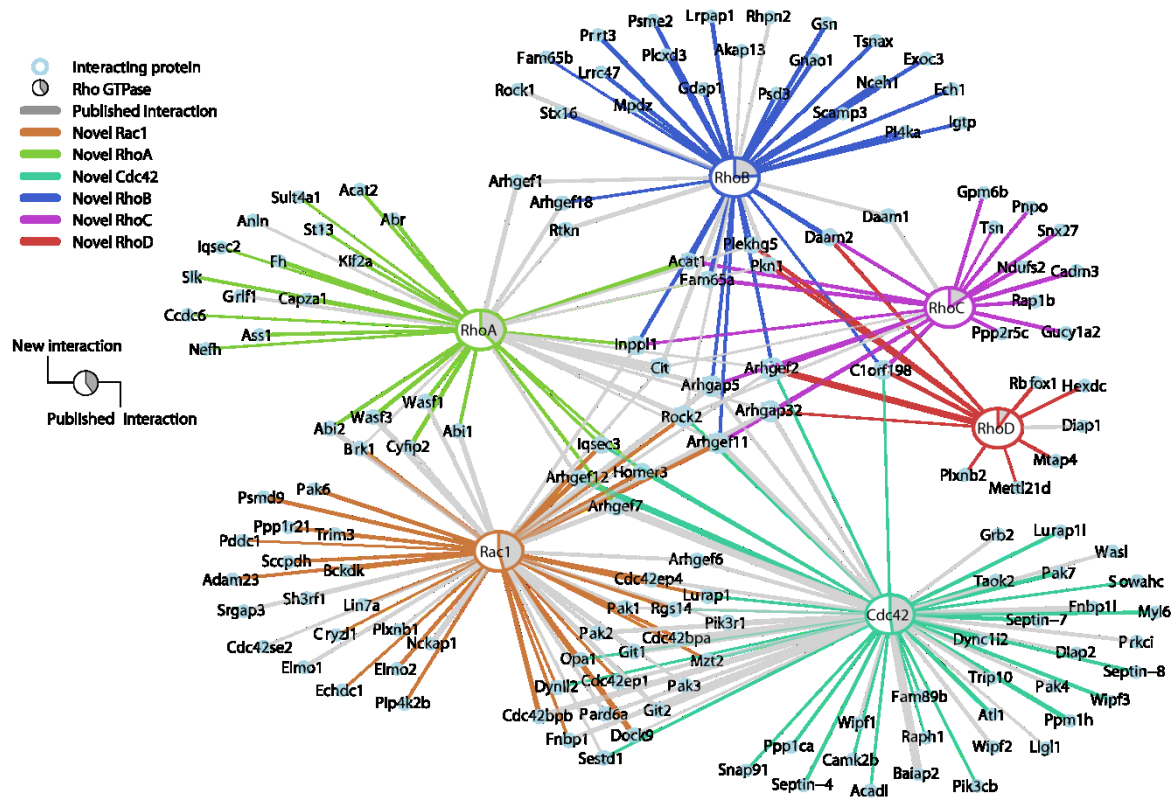 Interacting protein
Rho GTPase
Published Interaction
Novel Rac1
Novel RhoA
Novel Cdc42
Novel RhoB
Novel RhoC
Novel RhoD
New interaction
Published Interaction
Lrpap1
Rhpn2
Psme2
Gsn
Prrt3
Tsnax
Plcxd3
Akap13
Fam65b
Gnao1
Exoc3
Lrrc47
Nceh1
Rock1
Gdap1
Psd3
Ech1
Mpdz
Stx16
Scamp3
Pi4ka
Igtp
RhoB
Arhgef1
Arhgef18
Rtkn
Daam1
Daam2
Plekhg5
Acat1
Pkn1
Fam65a
Gpm6b
Pnpo
Tsn
Snx27
Ndufs2
Cadm3
Rap1b
Ppp2r5c
Gucy1a2
RhoC
Sult4a1
Acat2
Anln
Abr
St13
Iqsec2
Fh
Klf2a
Slk
Grlf1
Capza1
Ccdc6
Ass1
Nefh
RhoA
Inppl1
Cit
Arhgef2
C1orf198
Arhgap5
Arhgap32
Rock2
Arhgef11
Iqsec3
Homer3
Arhgef12
Arhgef7
Rbfox1
Hexdc
Diap1
Mtap4
Mettl21d
Plxnb2
RhoD
Wasf1
Wasf3
Abi2
Abi1
Brk1
Cyfip2
Pak6
Psmd9
Ppp1r21
Trim3
Pddc1
Sccpdh
Bckdk
Adam23
Sh3rf1
Srgap3
Lin7a
Cryzl1
Plxnb1
Cdc42se2
Nckap1
Elmo1
Elmo2
Echdc1
Pip4k2b
Rac1
Arhgef6
Cdc42ep4
Lurap1
Pak1
Rgs14
Pik3r1
Pak2
Cdc42bpa
Git1
Opa1
Mzt2
Cdc42ep1
Dynll2
Pak3
Cdc42bpb
Pard6a
Git2
Fnbp1
Dock9
Sestd1
Cdc42
Grb2
Lurap1l
Wasl
Pak7
Taok2
Sowahc
Fnbp1l
Myl6
Septin-7
Dync1i2
Prkci
Dlap2
Septin-8
Trip10
Pak4
Wipf3
Fam89b
Atl1
Ppm1h
Wipf1
Raph1
Wipf2
Llgl1
Ppp1ca
Camk2b
Snap91
Baiap2
Pik3cb
Septin-4
Acadl